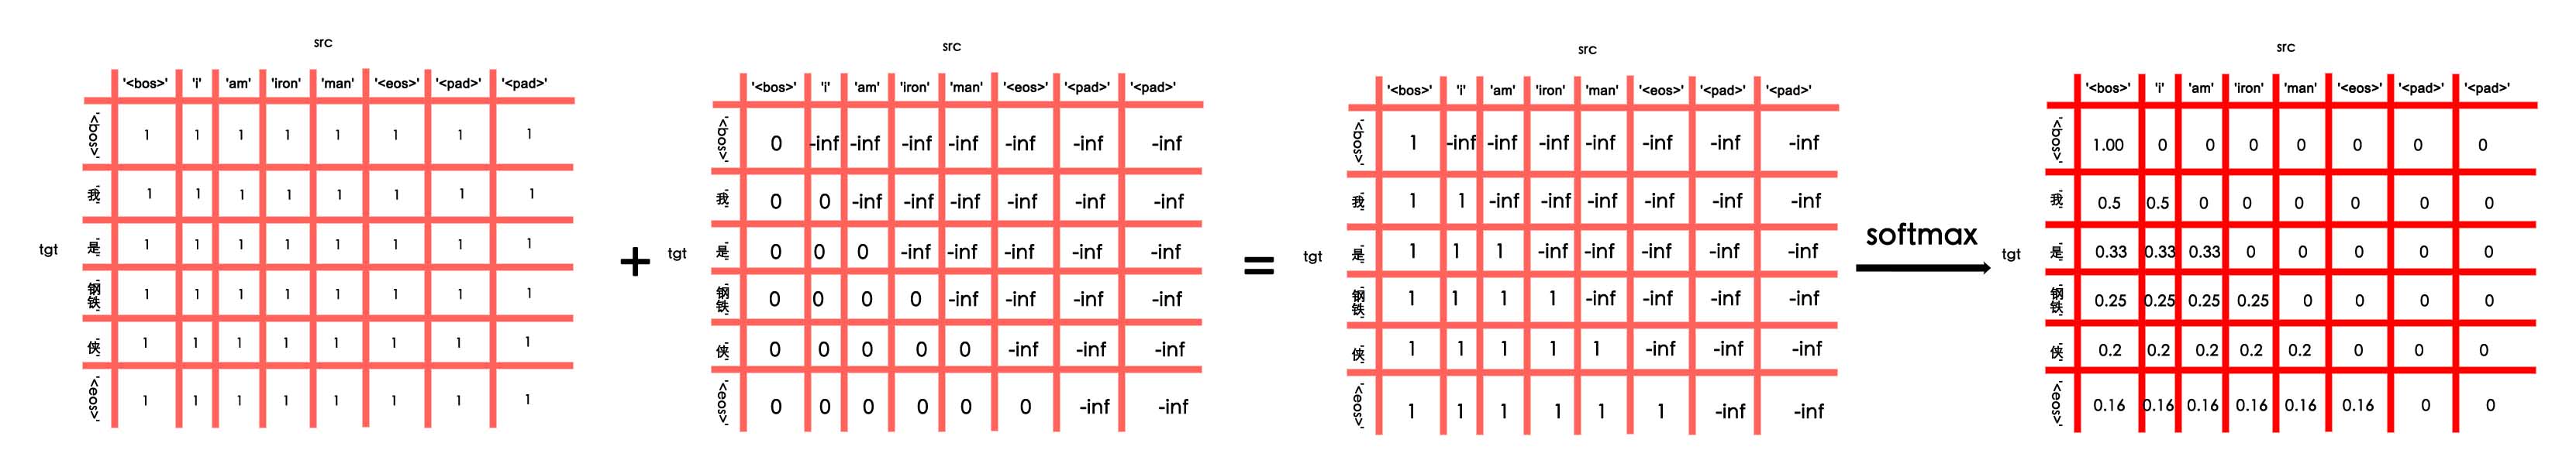 src
'<bos>' 'i' 'am' 'iron' 'man' '<eos>' '<pad>' '<pad>'
'<bos>' 1 1 1 1 1 1 1 1
'我' 1 1 1 1 1 1 1 1
tgt
'是' 1 1 1 1 1 1 1 1
'钢铁' 1 1 1 1 1 1 1 1
'侠' 1 1 1 1 1 1 1 1
'<eos>' 1 1 1 1 1 1 1 1
+
src
'<bos>' 'i' 'am' 'iron' 'man' '<eos>' '<pad>' '<pad>'
'<bos>' 0 -inf -inf -inf -inf -inf -inf -inf
'我' 0 0 -inf -inf -inf -inf -inf -inf
tgt
'是' 0 0 0 -inf -inf -inf -inf -inf
'钢铁' 0 0 0 0 -inf -inf -inf -inf
'侠' 0 0 0 0 0 -inf -inf -inf
'<eos>' 0 0 0 0 0 0 -inf -inf
=
src
'<bos>' 'i' 'am' 'iron' 'man' '<eos>' '<pad>' '<pad>'
'<bos>' 1 -inf -inf -inf -inf -inf -inf -inf
'我' 1 1 -inf -inf -inf -inf -inf -inf
tgt
'是' 1 1 1 -inf -inf -inf -inf -inf
'钢铁' 1 1 1 1 -inf -inf -inf -inf
'侠' 1 1 1 1 1 -inf -inf -inf
'<eos>' 1 1 1 1 1 1 -inf -inf
softmax
src
'<bos>' 'i' 'am' 'iron' 'man' '<eos>' '<pad>' '<pad>'
'<bos>' 1.00 0 0 0 0 0 0 0
'我' 0.5 0.5 0 0 0 0 0 0
tgt
'是' 0.33 0.33 0.33 0 0 0 0 0
'钢铁' 0.25 0.25 0.25 0.25 0 0 0 0
'侠' 0.2 0.2 0.2 0.2 0.2 0 0 0
'<eos>' 0.16 0.16 0.16 0.16 0.16 0.16 0 0